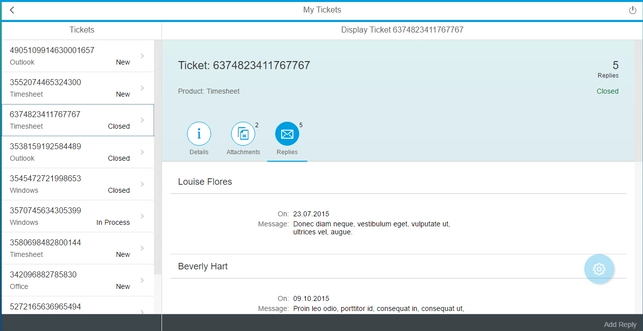 My Tickets
Tickets
4905109914630001657
Outlook New
3552074465324300
Timesheet New
6374823411767767
Timesheet Closed
3538159192584489
Outlook Closed
3545472721998653
Windows Closed
3570745634305399
Windows In Process
3580698482800144
Timesheet New
342096882785830
Office New
5272165636965494
Display Ticket 6374823411767767
Ticket: 6374823411767767
5
Replies
Product: Timesheet
Closed
2
5
Details
Attachments
Replies
Louise Flores
On: 23.07.2015
Message: Donec diam neque, vestibulum eget, vulputate ut,
ultrices vel, augue.
Beverly Hart
On: 09.10.2015
Message: Proin leo odio, porttitor id, consequat in, consequat ut,
Add Reply